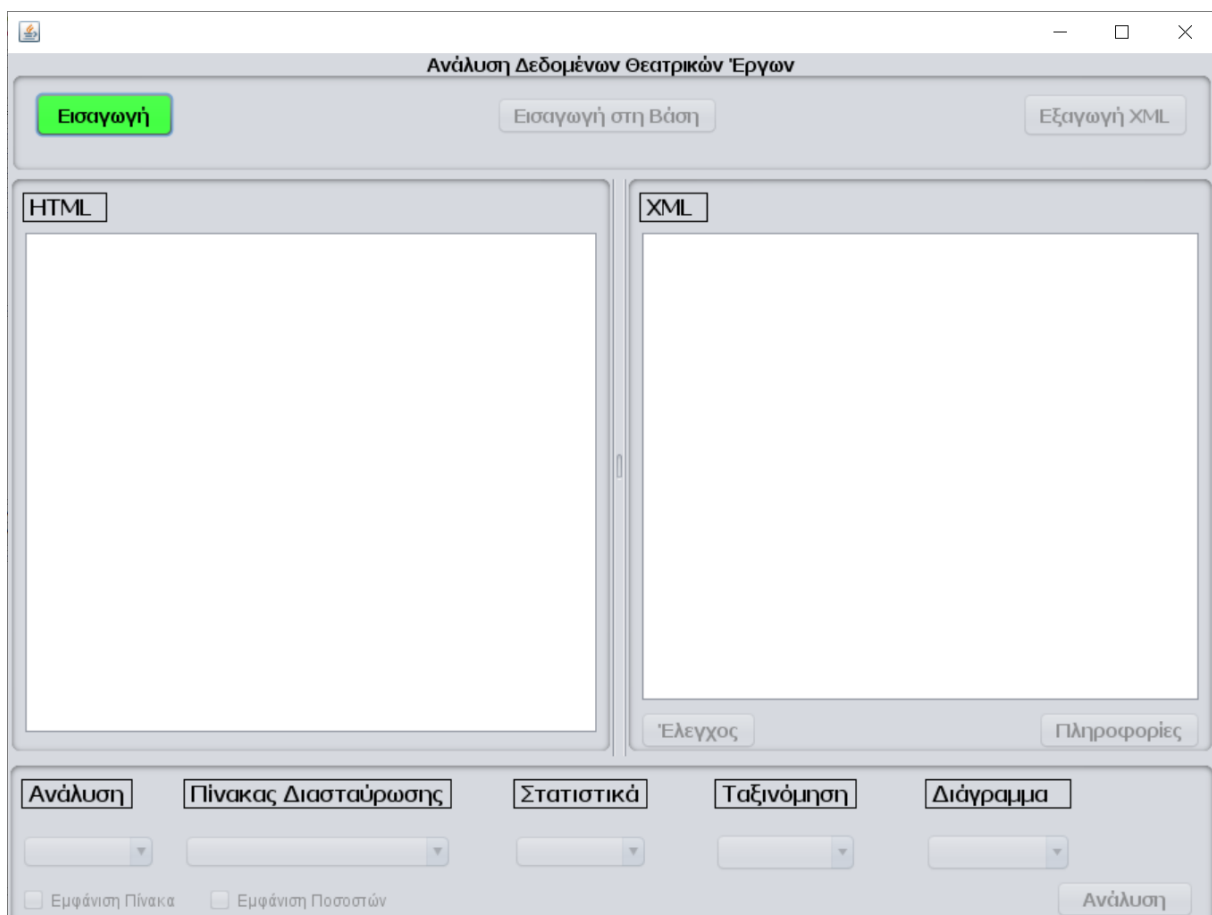 Ανάλυση Δεδομένων Θεατρικών Έργων
Εισαγωγή
Εισαγωγή στη Βάση
Εξαγωγή XML
HTML
XML
Έλεγχος
Πληροφορίες
Ανάλυση
Πίνακας Διασταύρωσης
Στατιστικά
Ταξινόμηση
Διάγραμμα
Εμφάνιση Πίνακα
Εμφάνιση Ποσοστών
Ανάλυση